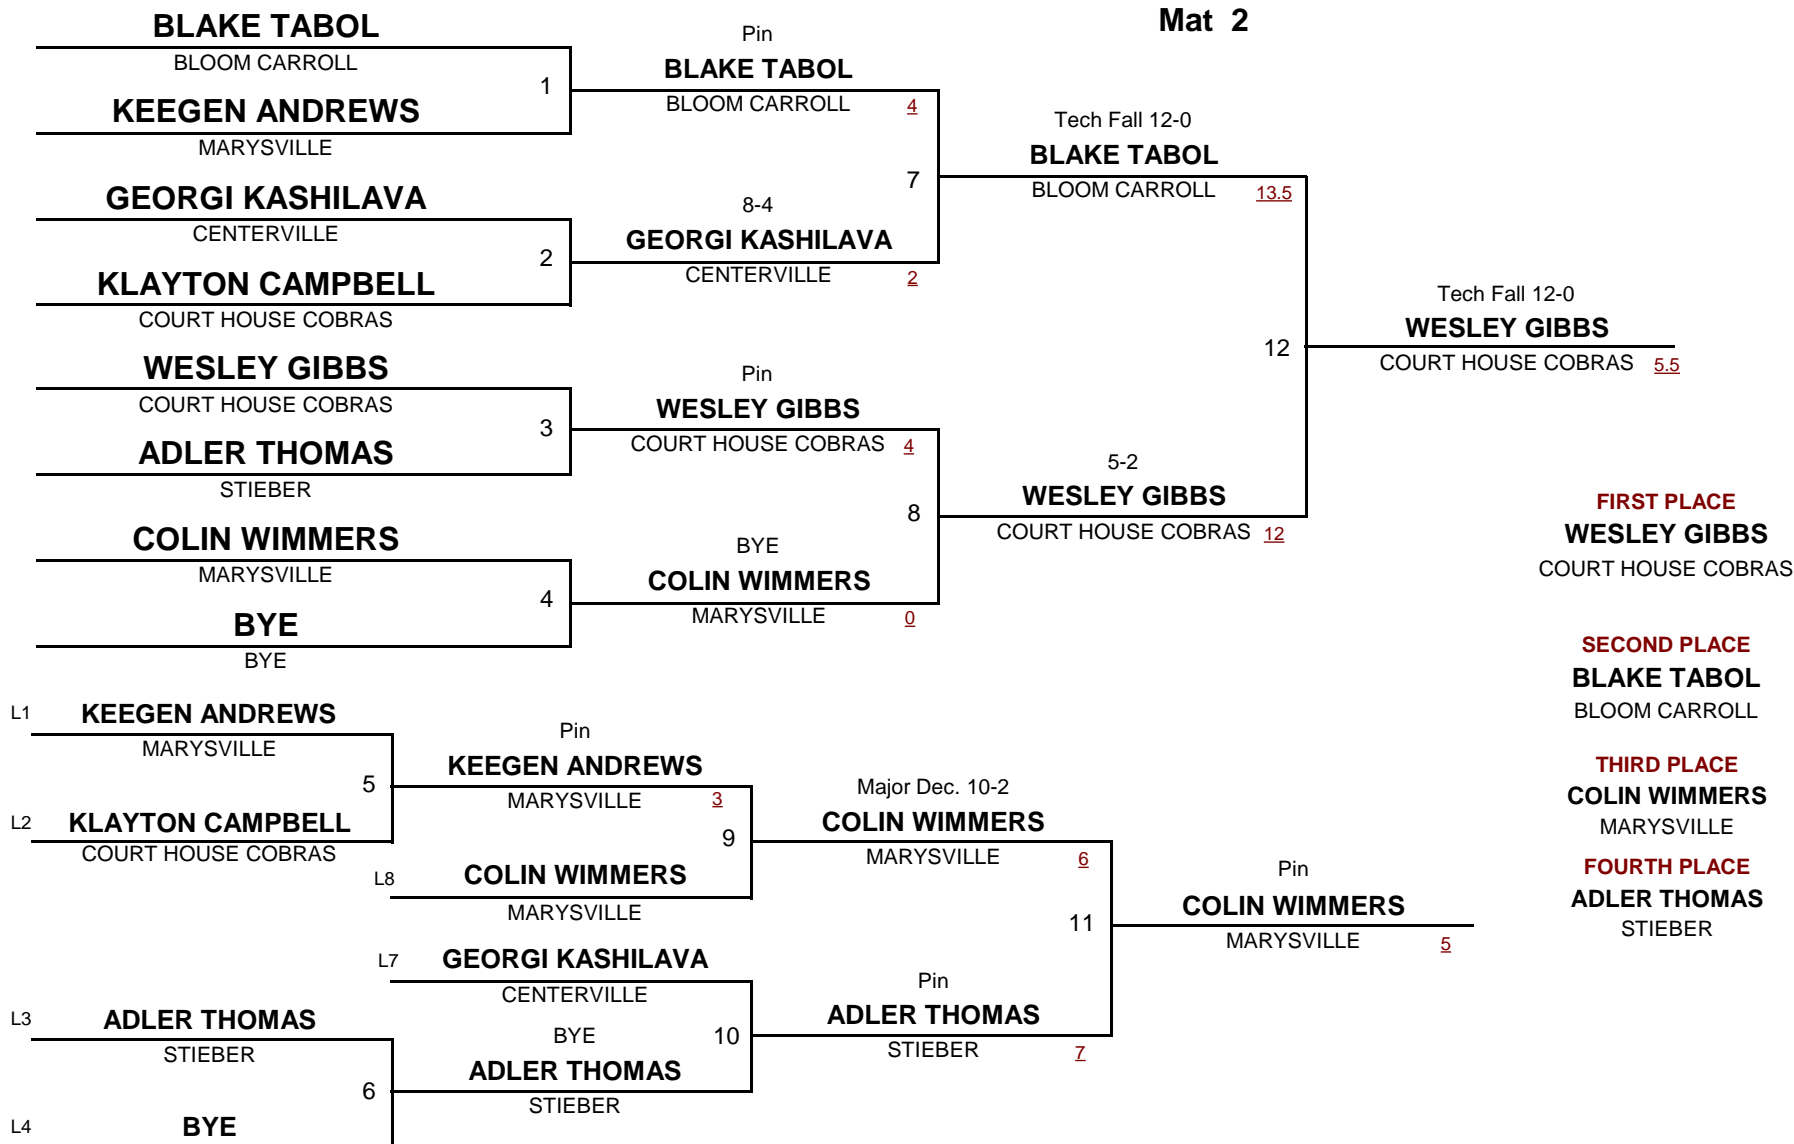 Mat 2
BLAKE TABOL
BLOOM CARROLL
1
KEEGEN ANDREWS
MARYSVILLE
GEORGI KASHILAVA
CENTERVILLE
2
KLAYTON CAMPBELL
COURT HOUSE COBRAS
WESLEY GIBBS
COURT HOUSE COBRAS
3
ADLER THOMAS
STIEBER
COLIN WIMMERS
MARYSVILLE
4
BYE
BYE
Pin
BLAKE TABOL
BLOOM CARROLL 4
7
8-4
GEORGI KASHILAVA
CENTERVILLE 2
Pin
WESLEY GIBBS
COURT HOUSE COBRAS 4
8
BYE
COLIN WIMMERS
MARYSVILLE 0
Tech Fall 12-0
BLAKE TABOL
BLOOM CARROLL 13.5
12
5-2
WESLEY GIBBS
COURT HOUSE COBRAS 12
Tech Fall 12-0
WESLEY GIBBS
COURT HOUSE COBRAS 5.5
FIRST PLACE
WESLEY GIBBS
COURT HOUSE COBRAS
SECOND PLACE
BLAKE TABOL
BLOOM CARROLL
THIRD PLACE
COLIN WIMMERS
MARYSVILLE
FOURTH PLACE
ADLER THOMAS
STIEBER
L1 KEEGEN ANDREWS
MARYSVILLE
5
L2 KLAYTON CAMPBELL
COURT HOUSE COBRAS
L3 ADLER THOMAS
STIEBER
6
L4 BYE
Pin
KEEGEN ANDREWS
MARYSVILLE 3
9
L8 COLIN WIMMERS
MARYSVILLE
L7 GEORGI KASHILAVA
CENTERVILLE
10
BYE
ADLER THOMAS
STIEBER
Major Dec. 10-2
COLIN WIMMERS
MARYSVILLE 6
11
Pin
ADLER THOMAS
STIEBER 7
Pin
COLIN WIMMERS
MARYSVILLE 5